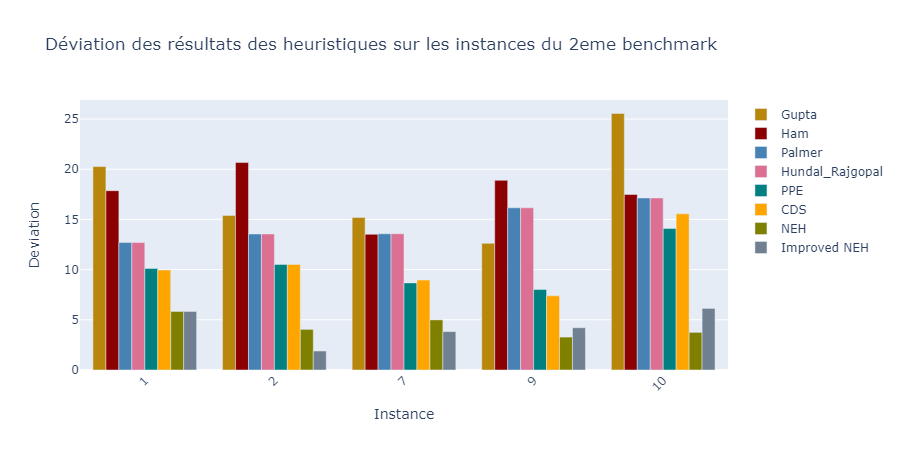 Déviation des résultats des heuristiques sur les instances du 2eme benchmark
25
20
15
10
5
0
Deviation
1
2
7
9
10
Instance
Gupta
Ham
Palmer
Hundal_Rajgopal
PPE
CDS
NEH
Improved NEH